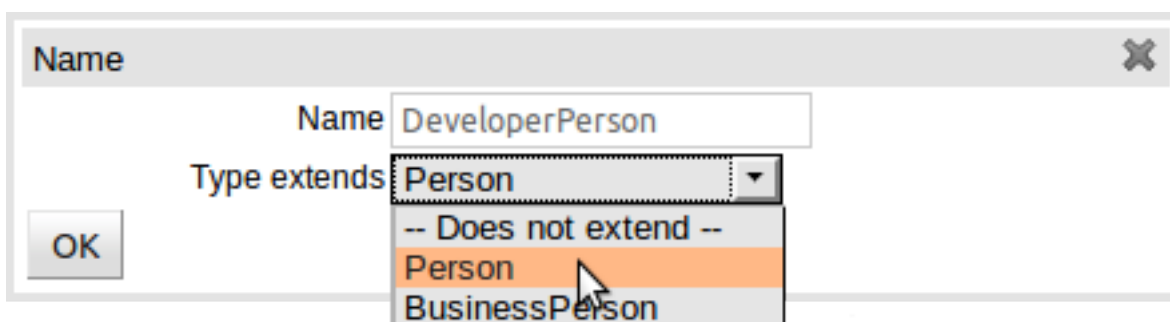 Name
Name DeveloperPerson
Type extends Person
-- Does not extend --
OK
Person
BusinessPerson